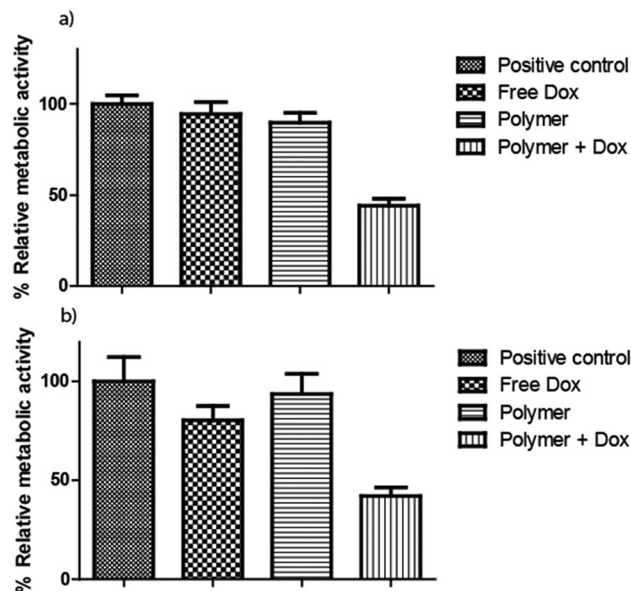 a)
% Relative metabolic activity
100
50
0
Positive control
Free Dox
Polymer
Polymer + Dox
b)
% Relative metabolic activity
100
50
0
Positive control
Free Dox
Polymer
Polymer + Dox